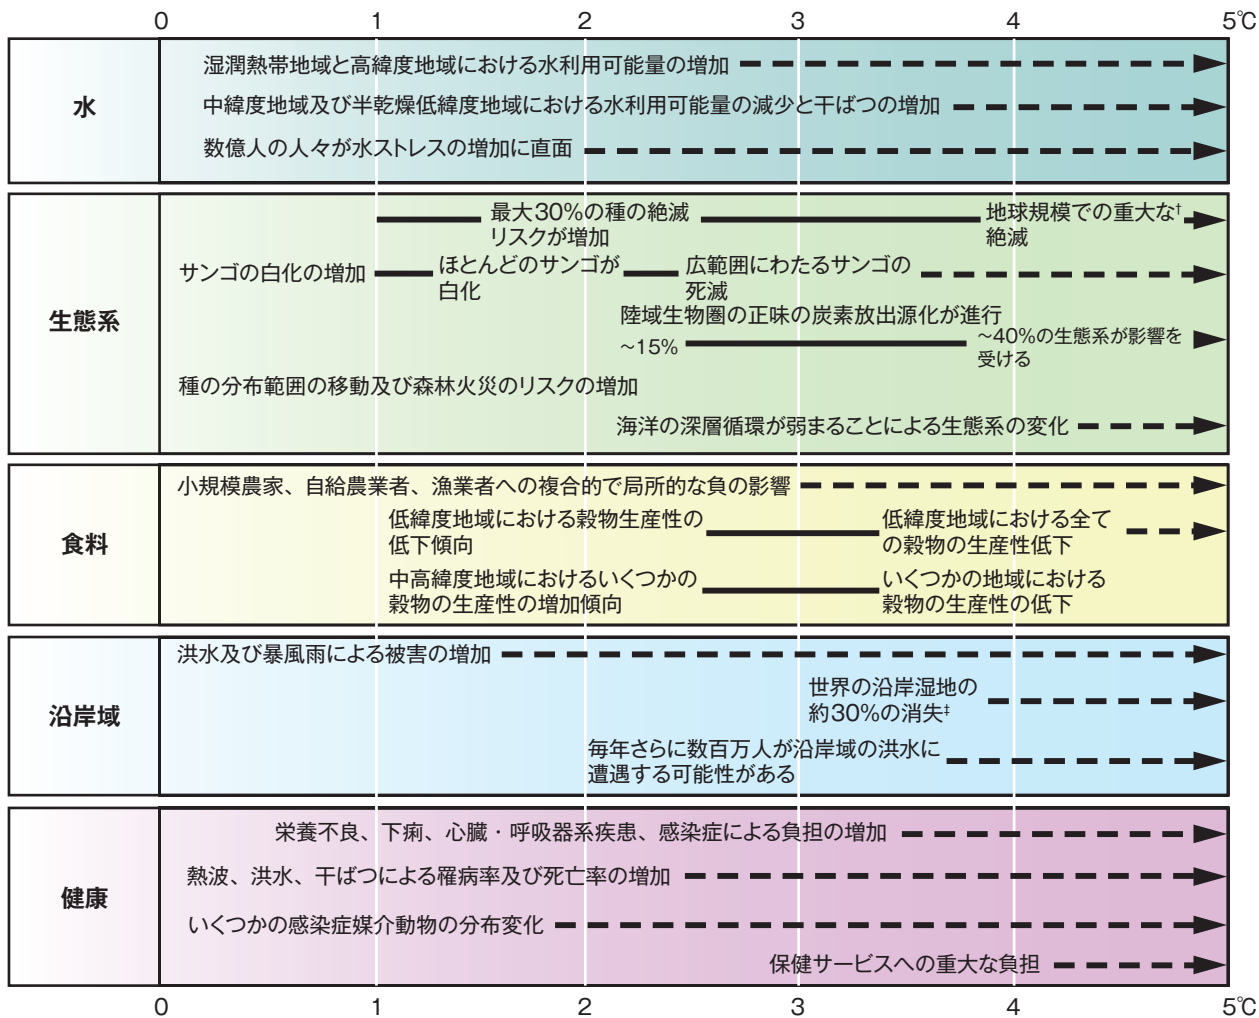 0 1 2 3 4 5℃
水
湿潤熱帯地域と高緯度地域における水利用可能量の増加
中緯度地域及び半乾燥低緯度地域における水利用可能量の減少と干ばつの増加
数億人の人々が水ストレスの増加に直面
生態系
最大30%の種の絶滅
リスクが増加
地球規模での重大な†
絶滅
サンゴの白化の増加
ほとんどのサンゴが
白化
広範囲にわたるサンゴの
死滅
陸域生物圏の正味の炭素放出源化が進行
~15%
~40%の生態系が影響を
受ける
種の分布範囲の移動及び森林火災のリスクの増加
海洋の深層循環が弱まることによる生態系の変化
食料
小規模農家、自給農業者、漁業者への複合的で局所的な負の影響
低緯度地域における穀物生産性の
低下傾向
低緯度地域における全て
の穀物の生産性低下
中高緯度地域におけるいくつかの
穀物の生産性の増加傾向
いくつかの地域における
穀物の生産性の低下
沿岸域
洪水及び暴風雨による被害の増加
世界の沿岸湿地の
約30%の消失‡
毎年さらに数百万人が沿岸域の洪水に
遭遇する可能性がある
健康
栄養不良、下痢、心臓・呼吸器系疾患、感染症による負担の増加
熱波、洪水、干ばつによる罹病率及び死亡率の増加
いくつかの感染症媒介動物の分布変化
保健サービスへの重大な負担
0 1 2 3 4 5℃